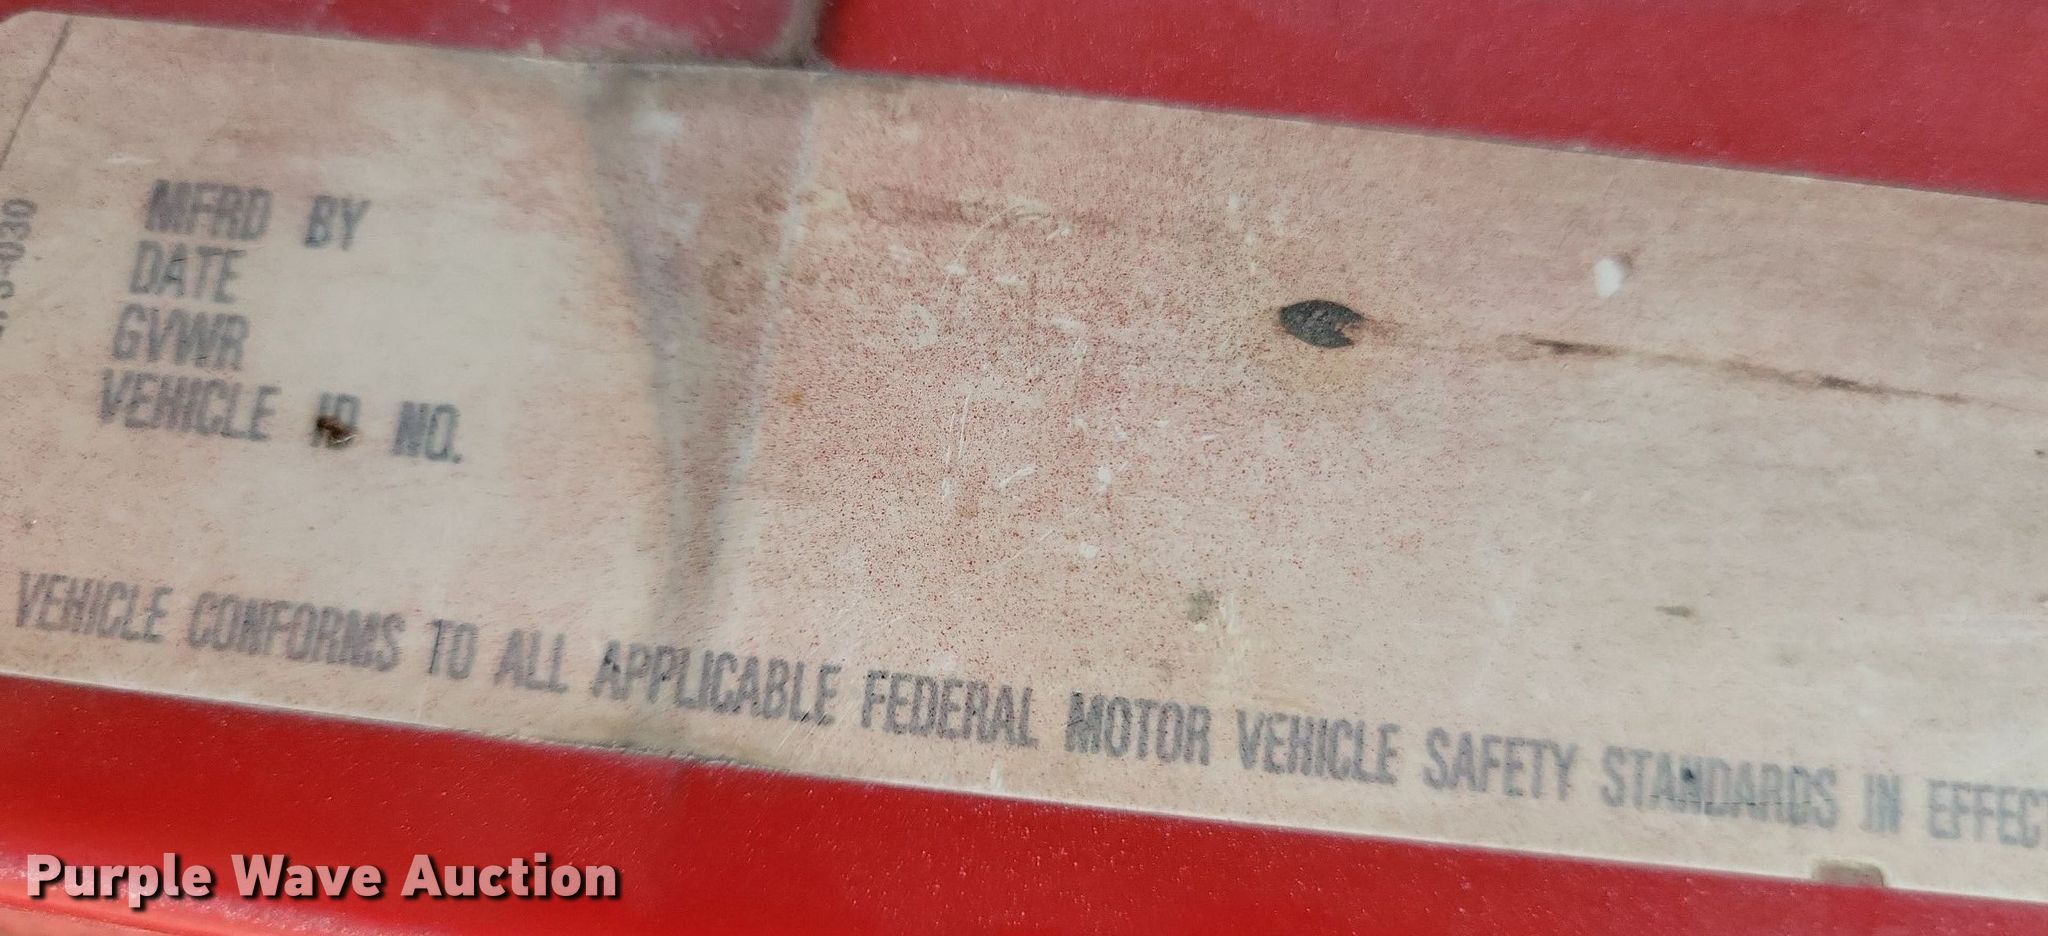 MFRD BY
DATE
GVWR
VEHICLE ID NO.
VEHICLE CONFORMS TO ALL APPLICABLE FEDERAL MOTOR VEHICLE SAFETY STANDARDS IN EFFECT
Purple Wave Auction